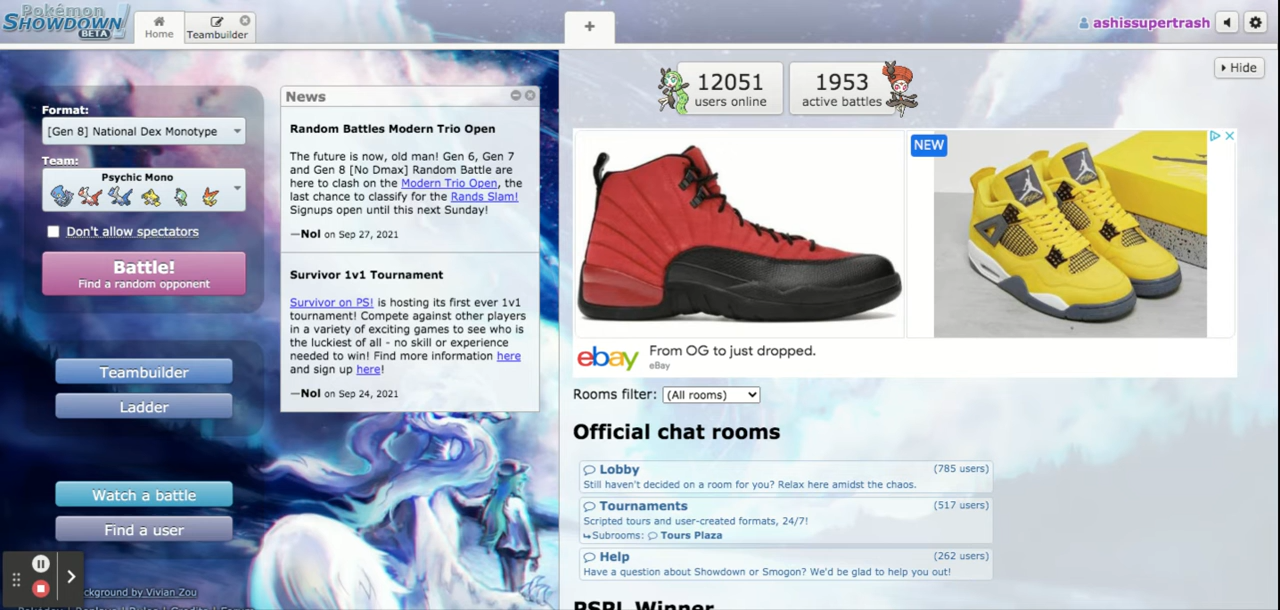 Pokémon
SHOWDOWN!
BETA
Home
Teambuilder
+
ashissupertrash
Format:
[Gen 8] National Dex Monotype
Team:
Psychic Mono
Don't allow spectators
Battle!
Find a random opponent
Teambuilder
Ladder
Watch a battle
Find a user
ckground by Vivian Zou
News
Random Battles Modern Trio Open
The future is now, old man! Gen 6, Gen 7
and Gen 8 [No Dmax] Random Battle are
here to clash on the Modern Trio Open, the
last chance to classify for the Rands Slam!
Signups open until this next Sunday!
—Nol on Sep 27, 2021
Survivor 1v1 Tournament
Survivor on PS! is hosting its first ever 1v1
tournament! Compete against other players
in a variety of exciting games to see who is
the luckiest of all - no skill or experience
needed to win! Find more information here
and sign up here!
—Nol on Sep 24, 2021
12051
users online
1953
active battles
Hide
NEW
ebay
From OG to just dropped.
eBay
Rooms filter: (All rooms)
Official chat rooms
Lobby (785 users)
Still haven't decided on a room for you? Relax here amidst the chaos.
Tournaments (517 users)
Scripted tours and user-created formats, 24/7!
↳Subrooms: Tours Plaza
Help (262 users)
Have a question about Showdown or Smogon? We'd be glad to help you out!
PSPL Winner